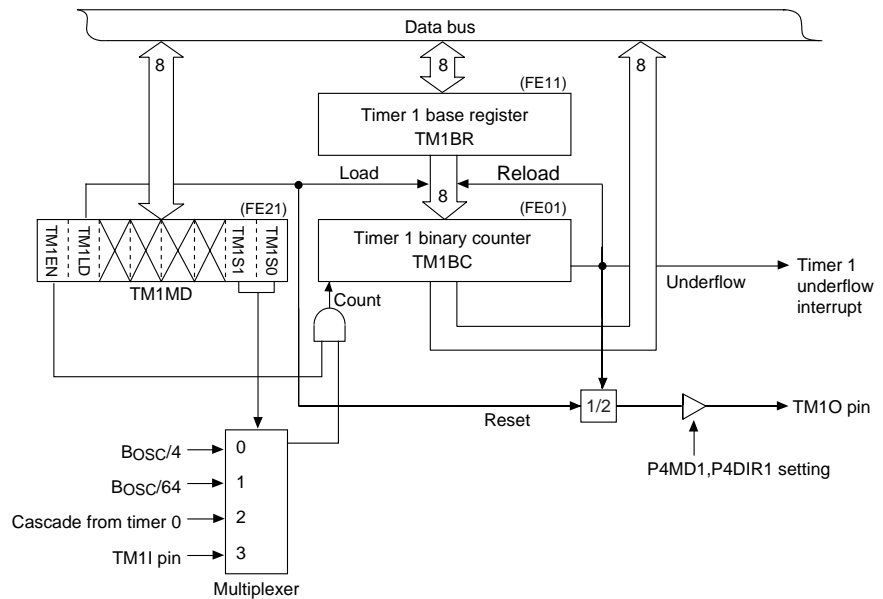 Data bus
8
8
8
(FE11)
Timer 1 base register
TM1BR
Load
Reload
8
(FE21)
(FE01)
TM1EN
TM1LD
TM1S1
TM1S0
Timer 1 binary counter
TM1BC
TM1MD
Count
Underflow
Timer 1
underflow
interrupt
Reset
1/2
TM1O pin
P4MD1,P4DIR1 setting
BOSC/4
0
BOSC/64
1
Cascade from timer 0
2
TM1I pin
3
Multiplexer